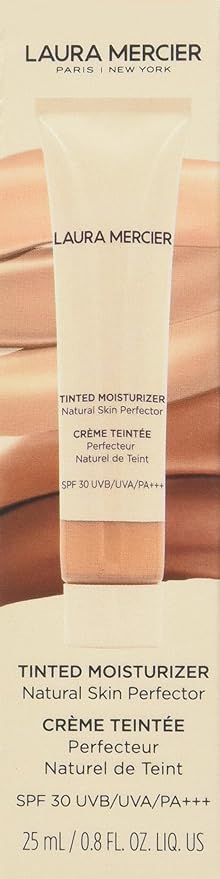 LAURA MERCIER
PARIS | NEW YORK
LAURA MERCIER
TINTED MOISTURIZER
Natural Skin Perfector
CRÈME TEINTÉE
Perfecteur
Naturel de Teint
SPF 30 UVB/UVA/PA+++
TINTED MOISTURIZER
Natural Skin Perfector
CRÈME TEINTÉE
Perfecteur
Naturel de Teint
SPF 30 UVB/UVA/PA+++
25 mL / 0.8 FL. OZ. LIQ. US